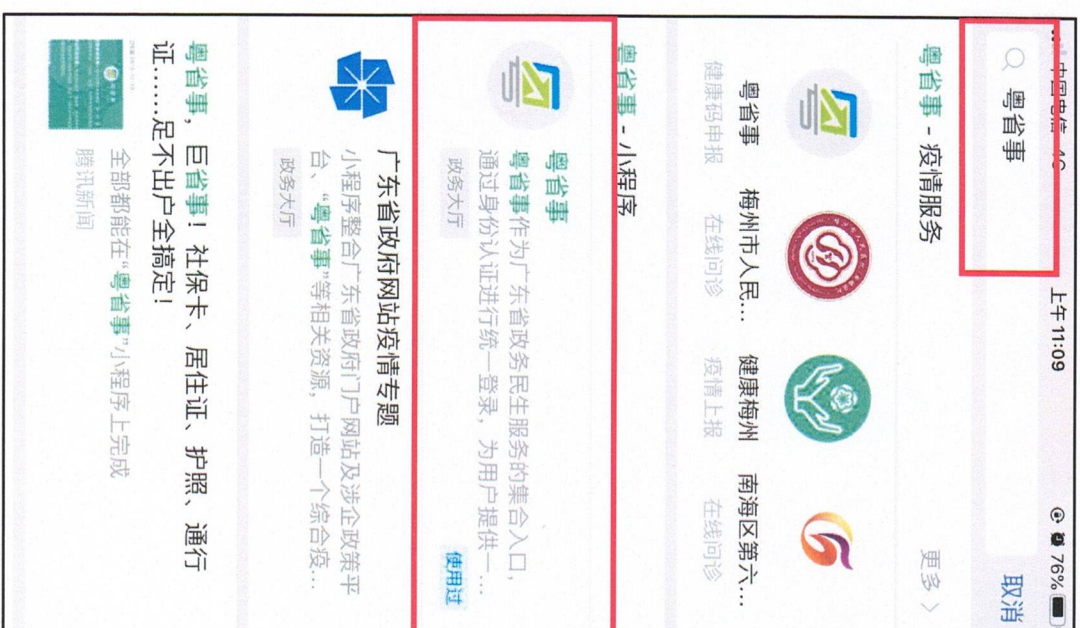 中国电信 4G 上午11:09 76%
粤省事 取消
粤省事 - 疫情服务 更多
粤省事 梅州市人民... 健康梅州 南海区第六...
健康码申报 在线问诊 疫情上报 在线问诊
粤省事 - 小程序
粤省事
粤省事作为广东省政务民生服务的集合入口，
通过身份认证进行统一登录，为用户提供一...
政务大厅 使用过
广东省政府网站疫情专题
小程序整合广东省政府门户网站及涉企政策平
台、“粤省事”等相关资源，打造一个综合疫...
政务大厅
粤省事，巨省事！社保卡、居住证、护照、通行
证......足不出户全搞定！
全部都能在“粤省事”小程序上完成
腾讯新闻